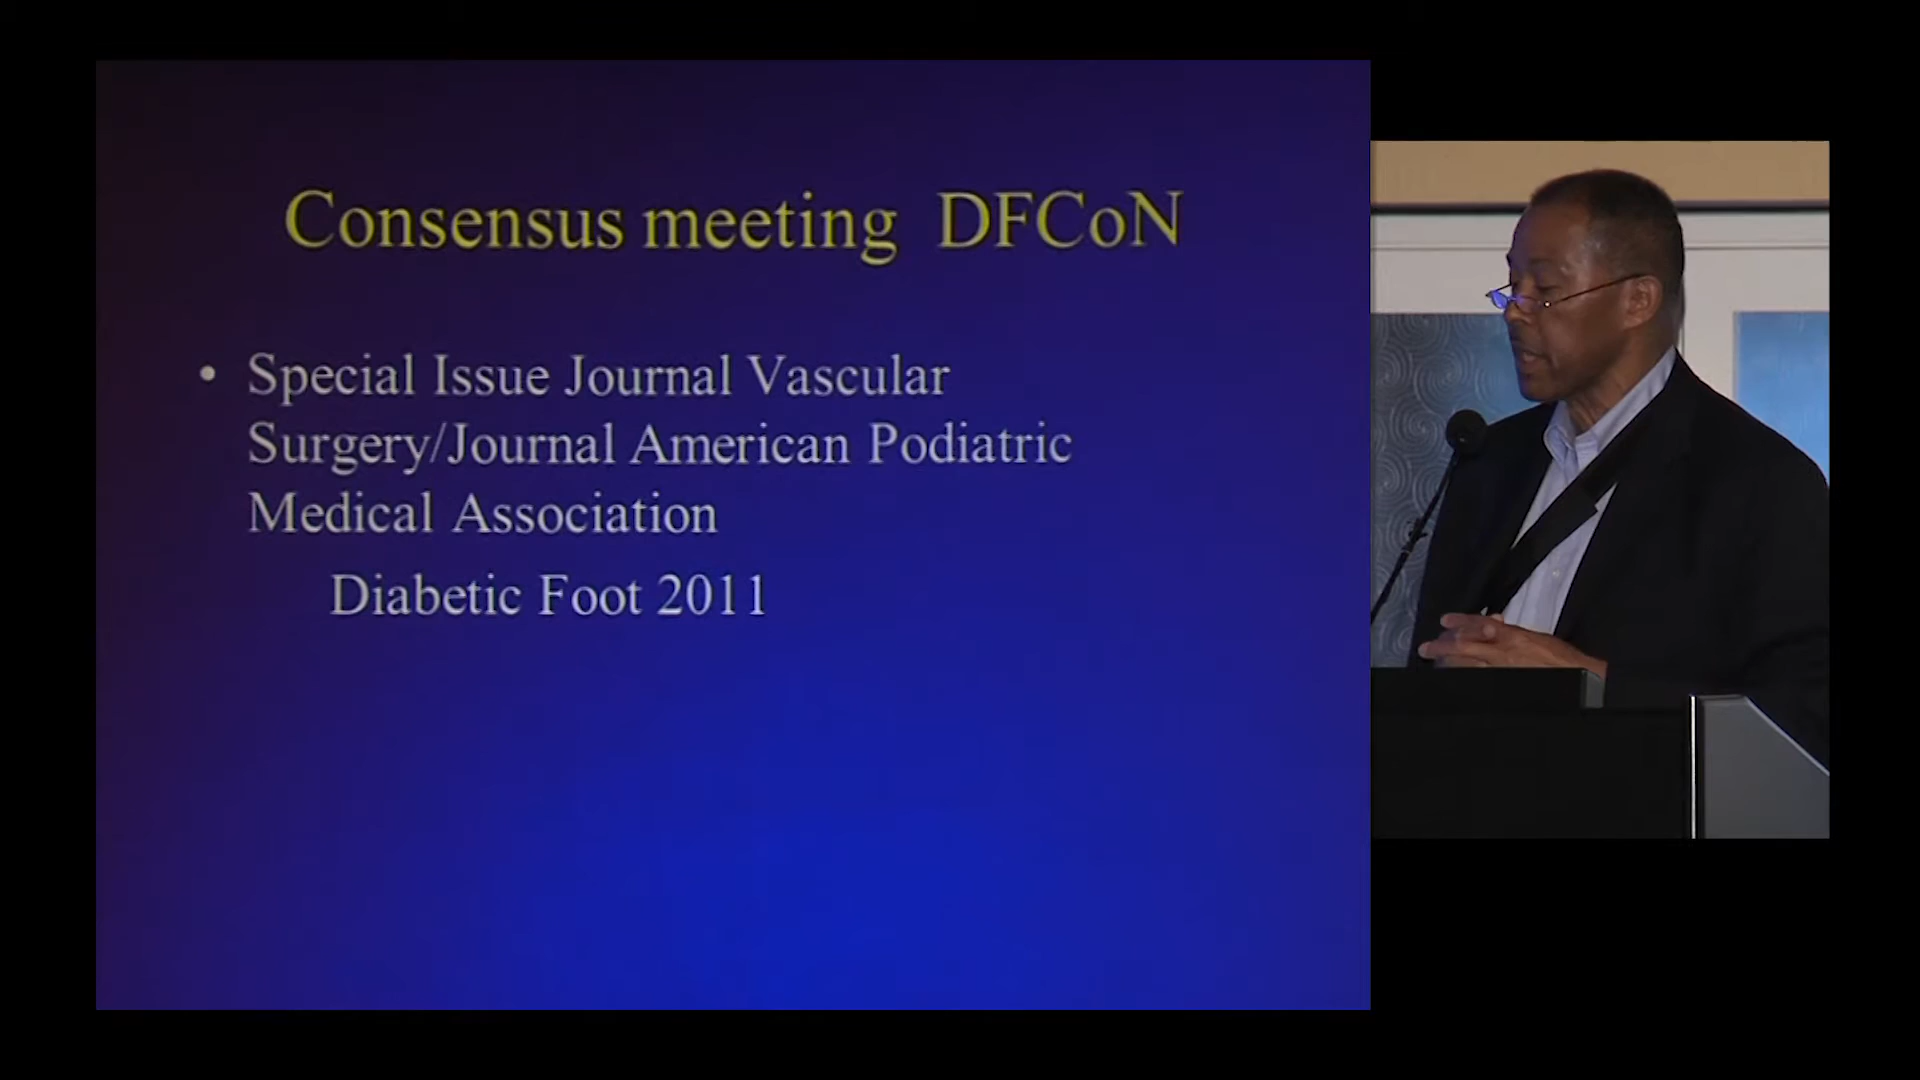 Consensus meeting DFCoN
• Special Issue Journal Vascular
Surgery/Journal American Podiatric
Medical Association
Diabetic Foot 2011